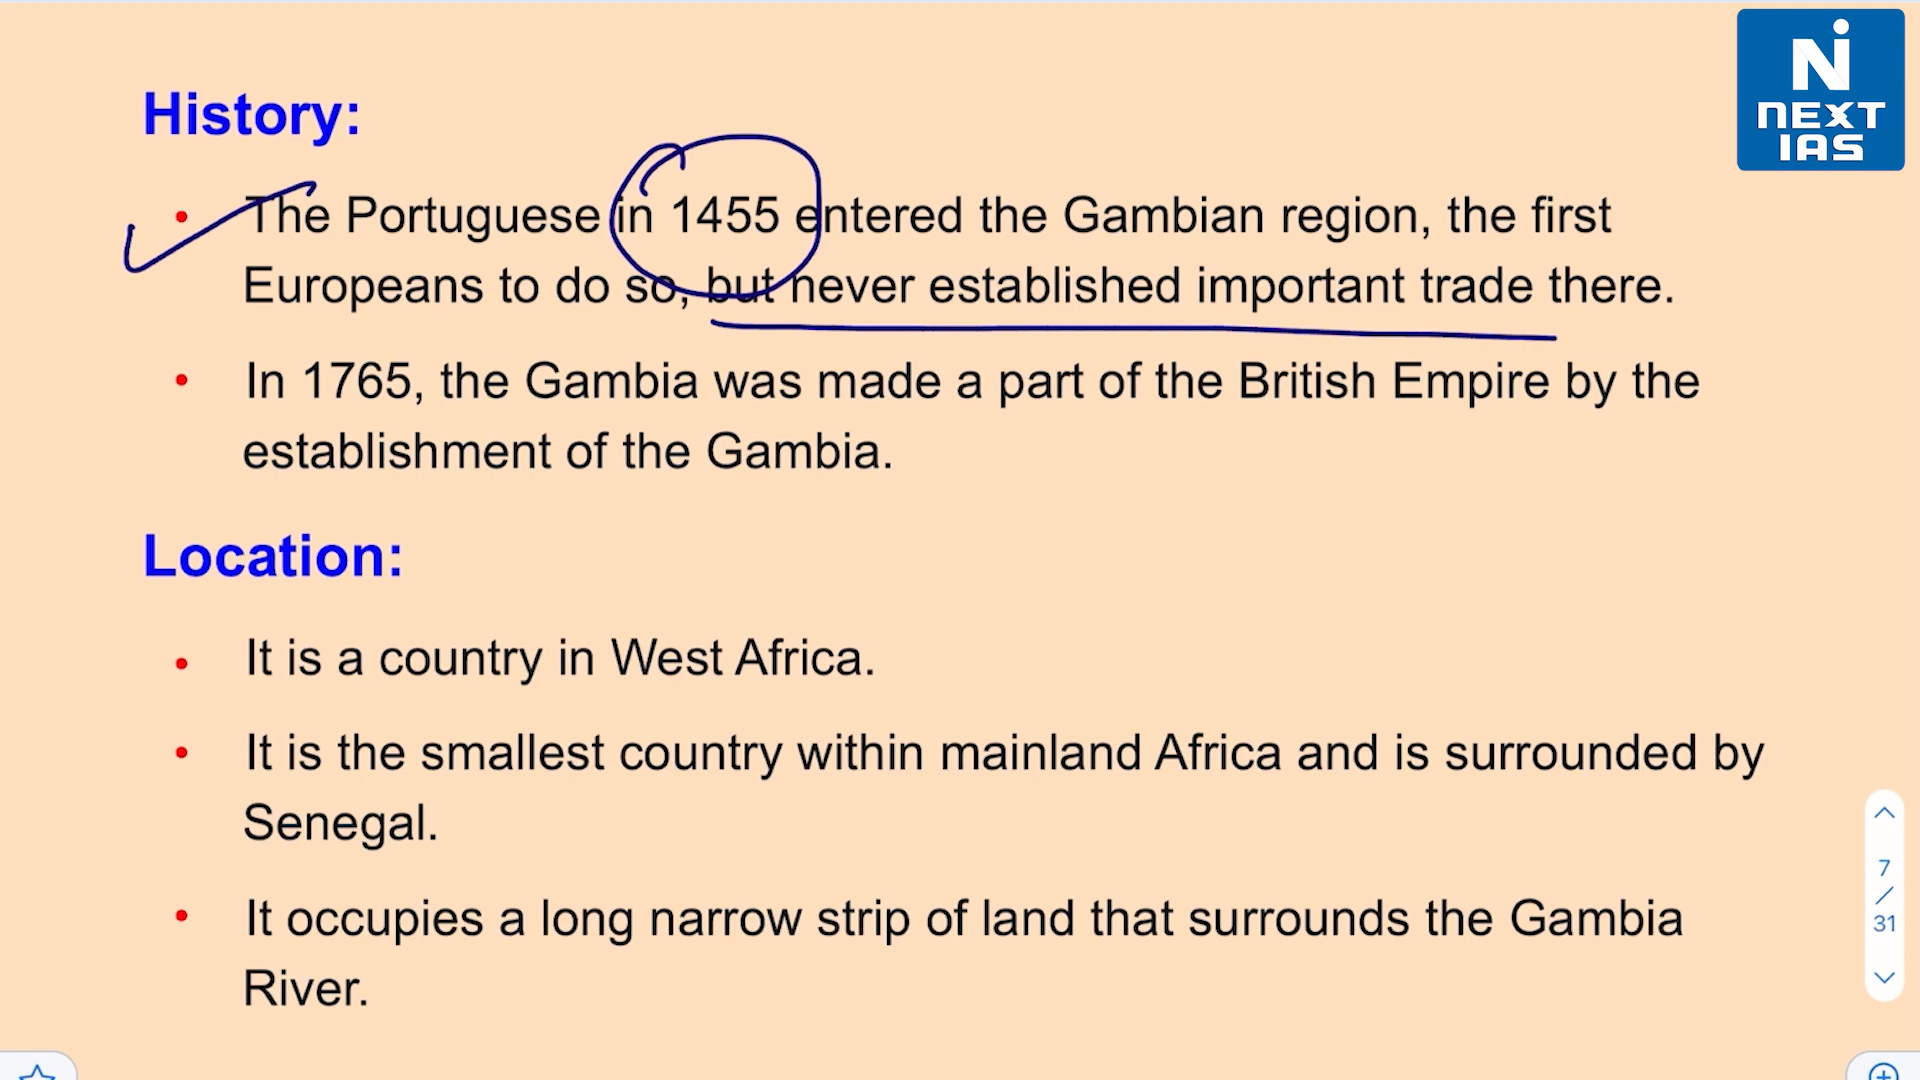 NEXT
IAS
History:
• The Portuguese in 1455 entered the Gambian region, the first
Europeans to do so, but never established important trade there.
• In 1765, the Gambia was made a part of the British Empire by the
establishment of the Gambia.
Location:
• It is a country in West Africa.
• It is the smallest country within mainland Africa and is surrounded by
Senegal.
• It occupies a long narrow strip of land that surrounds the Gambia
River.
7
/
31